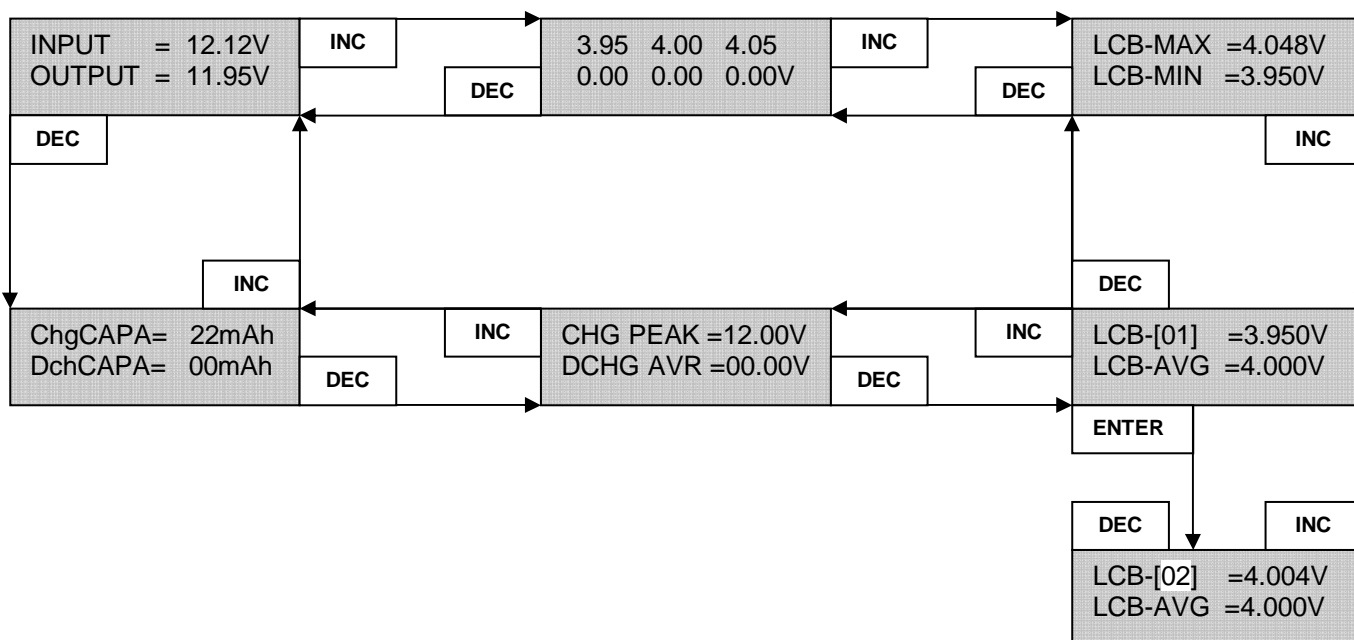 INPUT = 12.12V
OUTPUT = 11.95V
INC
DEC
3.95 4.00 4.05
0.00 0.00 0.00V
INC
DEC
LCB-MAX =4.048V
LCB-MIN =3.950V
DEC
INC
INC
DEC
ChgCAPA= 22mAh
DchCAPA= 00mAh
DEC
INC
CHG PEAK =12.00V
DCHG AVR =00.00V
DEC
INC
LCB-[01] =3.950V
LCB-AVG =4.000V
ENTER
DEC
INC
LCB-[02] =4.004V
LCB-AVG =4.000V